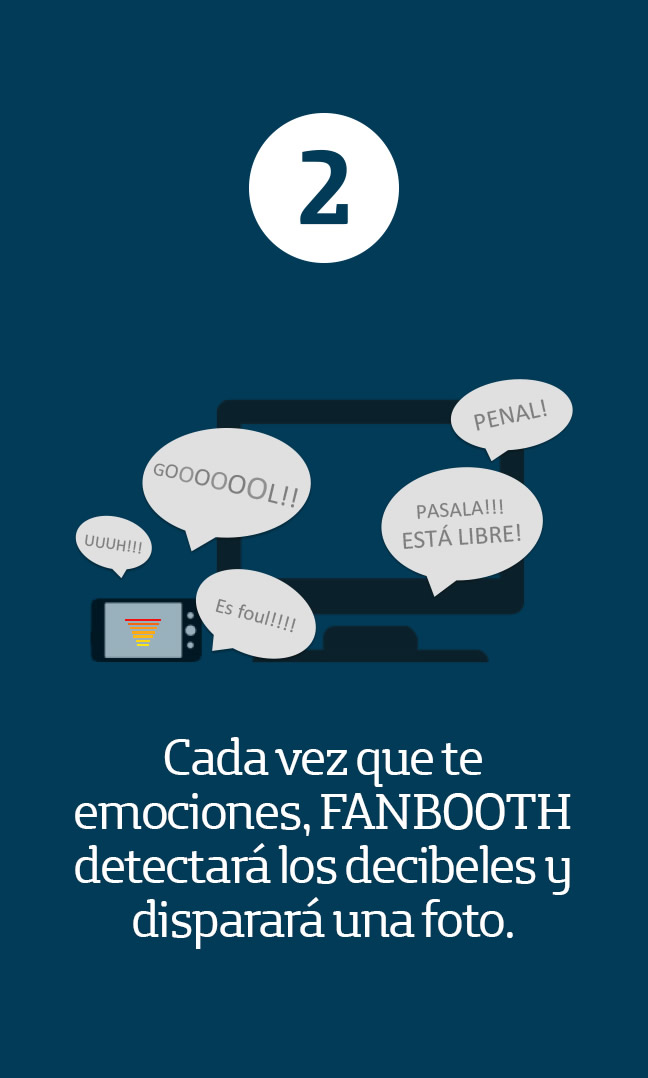 2
PENAL!
GOOOOOOOL!!
PASALA!!!
ESTÁ LIBRE!
UUUH!!!
Es foul!!!!
Cada vez que te
emociones, FANBOOTH
detectará los decibeles y
disparará una foto.